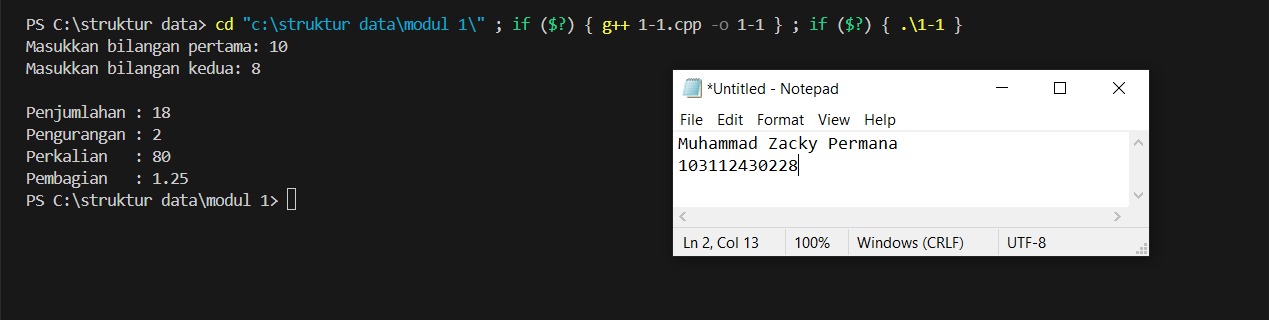 PS C:\struktur data> cd "c:\struktur data\modul 1\" ; if ($?) { g++ 1-1.cpp -o 1-1 } ; if ($?) { .\1-1 }
Masukkan bilangan pertama: 10
Masukkan bilangan kedua: 8

Penjumlahan : 18
Pengurangan : 2
Perkalian   : 80
Pembagian   : 1.25
PS C:\struktur data\modul 1>
*Untitled - Notepad
File Edit Format View Help
Muhammad Zacky Permana
103112430228
Ln 2, Col 13 100% Windows (CRLF) UTF-8